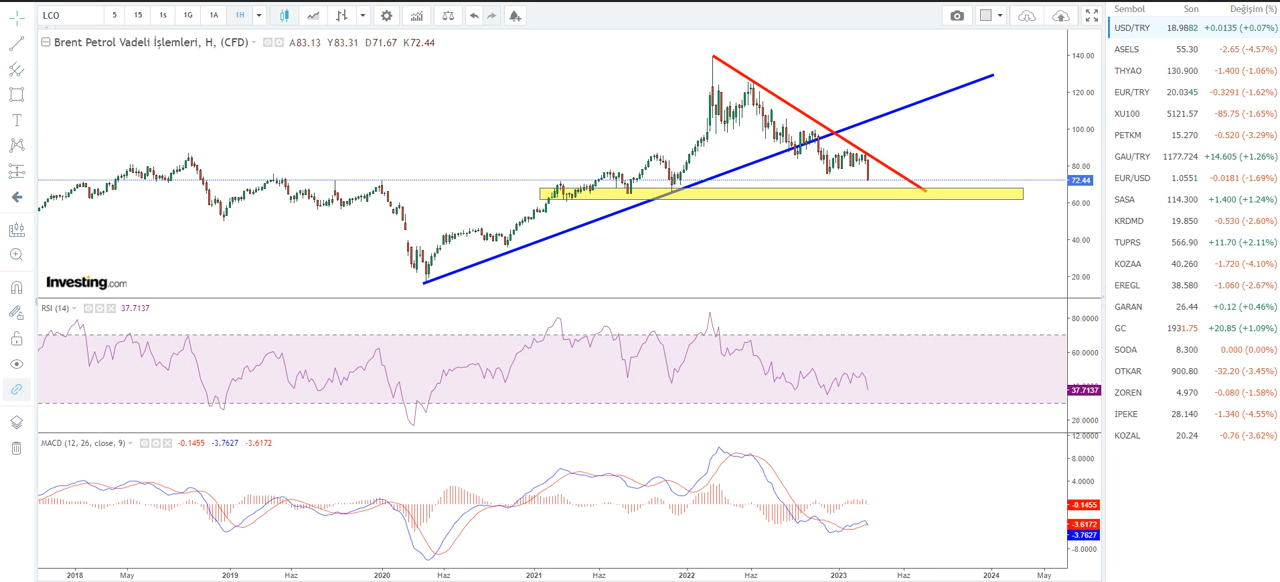 LCO 5 15 1s 1G 1A 1H
Brent Petrol Vadeli İşlemleri, H, (CFD) A83.13 Y83.31 D71.67 K72.44
140.00
120.00
100.00
80.00
72.44
60.00
40.00
20.00
Investing.com
RSI (14) 37.7137
80.0000
60.0000
37.7137
20.0000
MACD (12, 26, close, 9) -0.1455 -3.7627 -3.6172
12.0000
8.0000
4.0000
-0.1455
-3.6172
-3.7627
-8.0000
2018 May 2019 Haz 2020 Haz 2021 Haz 2022 Haz 2023 Haz 2024 May
Sembol Son Değişim (%)
USD/TRY 18.9882 +0.0135 (+0.07%)
ASELS 55.30 -2.65 (-4.57%)
THYAO 130.900 -1.400 (-1.06%)
EUR/TRY 20.0345 -0.3291 (-1.62%)
XU100 5121.57 -85.75 (-1.65%)
PETKM 15.270 -0.520 (-3.29%)
GAU/TRY 1177.724 +14.605 (+1.26%)
EUR/USD 1.0551 -0.0181 (-1.69%)
SASA 114.300 +1.400 (+1.24%)
KRDMD 19.850 -0.530 (-2.60%)
TUPRS 566.90 +11.70 (+2.11%)
KOZAA 40.260 -1.720 (-4.10%)
EREGL 38.580 -1.060 (-2.67%)
GARAN 26.44 +0.12 (+0.46%)
GC 1931.75 +20.85 (+1.09%)
SODA 8.300 0.000 (0.00%)
OTKAR 900.80 -32.20 (-3.45%)
ZOREN 4.970 -0.080 (-1.58%)
IPEKE 28.140 -1.340 (-4.55%)
KOZAL 20.24 -0.76 (-3.62%)